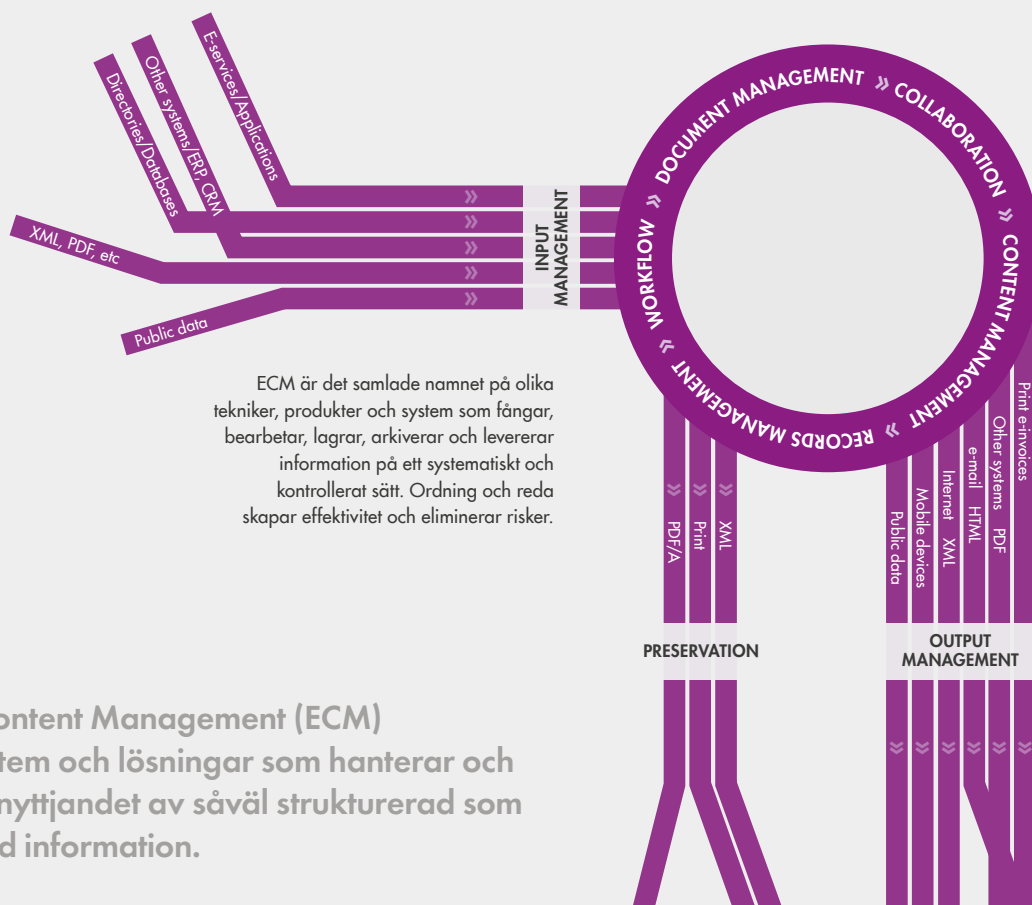 E-services/Applications
Other systems/ERP, CRM
Directories/Databases
XML, PDF, etc
Public data
INPUT
MANAGEMENT
WORKFLOW » DOCUMENT MANAGEMENT » COLLABORATION » CONTENT MANAGEMENT » RECORDS MANAGEMENT »
ECM är det samlade namnet på olika
tekniker, produkter och system som fångar,
bearbetar, lagrar, arkiverar och levererar
information på ett systematiskt och
kontrollerat sätt. Ordning och reda
skapar effektivitet och eliminerar risker.
PDF/A
Print
XML
PRESERVATION
Public data
Mobile devices
Internet XML
e-mail HTML
Other systems PDF
Print e-invoices
OUTPUT
MANAGEMENT
ontent Management (ECM)
tem och lösningar som hanterar och
nyttjandet av såväl strukturerad som
d information.